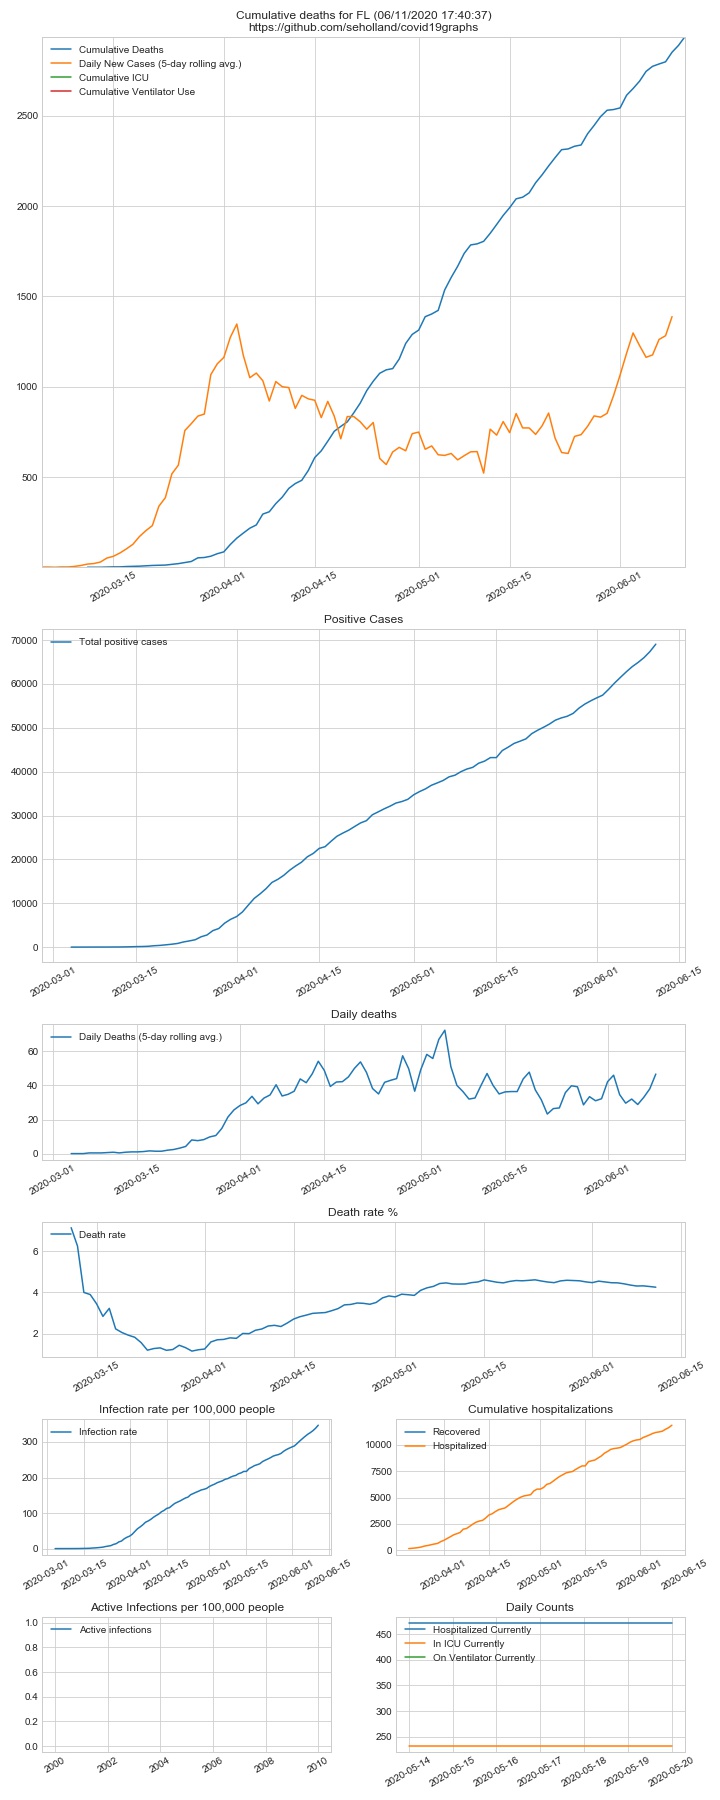 Cumulative deaths for FL (06/11/2020 17:40:37)
https://github.com/seholland/covid19graphs
Cumulative Deaths
Daily New Cases (5-day rolling avg.)
Cumulative ICU
Cumulative Ventilator Use
2500
2000
1500
1000
500
2020-03-15 2020-04-01 2020-04-15 2020-05-01 2020-05-15 2020-06-01
Positive Cases
Total positive cases
70000
60000
50000
40000
30000
20000
10000
0
2020-03-01 2020-03-15 2020-04-01 2020-04-15 2020-05-01 2020-05-15 2020-06-01 2020-06-15
Daily deaths
Daily Deaths (5-day rolling avg.)
60
40
20
0
2020-03-01 2020-03-15 2020-04-01 2020-04-15 2020-05-01 2020-05-15 2020-06-01
Death rate %
Death rate
6
4
2
2020-03-15 2020-04-01 2020-04-15 2020-05-01 2020-05-15 2020-06-01 2020-06-15
Infection rate per 100,000 people
Infection rate
300
200
100
0
2020-03-01 2020-03-15 2020-04-01 2020-04-15 2020-05-01 2020-05-15 2020-06-01 2020-06-15
Cumulative hospitalizations
Recovered
Hospitalized
10000
7500
5000
2500
0
2020-04-01 2020-04-15 2020-05-01 2020-05-15 2020-06-01 2020-06-15
Active Infections per 100,000 people
Active infections
1.0
0.8
0.6
0.4
0.2
0.0
2000 2002 2004 2006 2008 2010
Daily Counts
Hospitalized Currently
In ICU Currently
On Ventilator Currently
450
400
350
300
250
2020-05-14 2020-05-15 2020-05-16 2020-05-17 2020-05-18 2020-05-19 2020-05-20